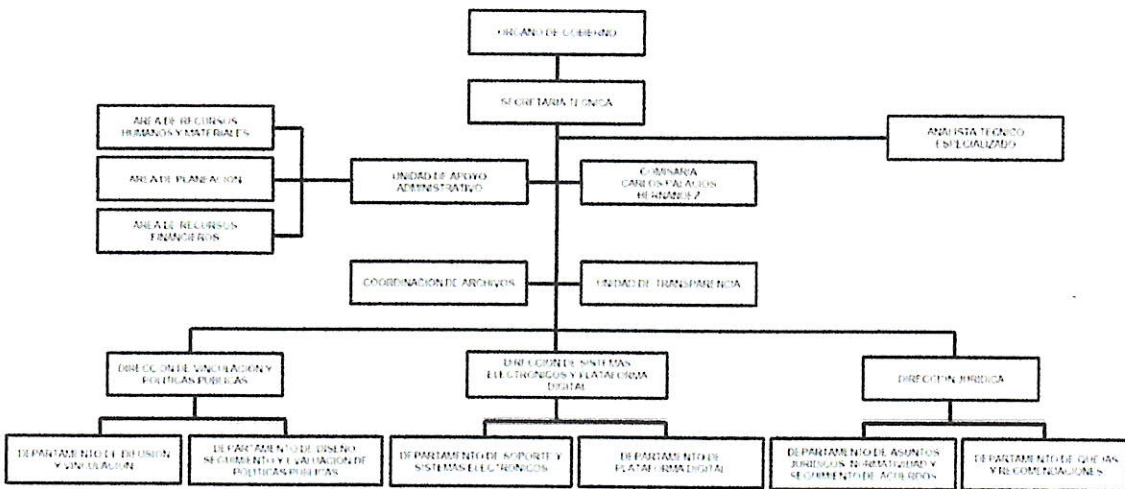 ÓRGANO DE GOBIERNO
SECRETARÍA TÉCNICA
ÁREA DE RECURSOS
HUMANOS Y MATERIALES
ANALISTA TÉCNICO
ESPECIALIZADO
ÁREA DE PLANEACIÓN
UNIDAD DE APOYO
ADMINISTRATIVO
COMISARÍA
CARLOS PALACIOS
HERNÁNDEZ
ÁREA DE RECURSOS
FINANCIEROS
COORDINACIÓN DE ARCHIVOS
UNIDAD DE TRANSPARENCIA
DIRECCIÓN DE VINCULACIÓN Y
POLÍTICAS PÚBLICAS
DIRECCIÓN DE SISTEMAS
ELECTRÓNICOS Y PLATAFORMA
DIGITAL
DIRECCIÓN JURÍDICA
DEPARTAMENTO DE DIFUSIÓN
Y VINCULACIÓN
DEPARTAMENTO DE DISEÑO
SEGUIMIENTO Y EVALUACIÓN DE
POLÍTICAS PÚBLICAS
DEPARTAMENTO DE SOPORTE Y
SISTEMAS ELECTRÓNICOS
DEPARTAMENTO DE
PLATAFORMA DIGITAL
DEPARTAMENTO DE ASUNTOS
JURÍDICOS, NORMATIVIDAD Y
SEGUIMIENTO DE ACUERDOS
DEPARTAMENTO DE QUEJAS
Y RECOMENDACIONES